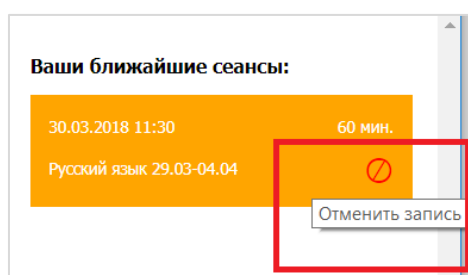 Ваши ближайшие сеансы:
30.03.2018 11:30 60 мин.
Русский язык 29.03-04.04
Отменить запись